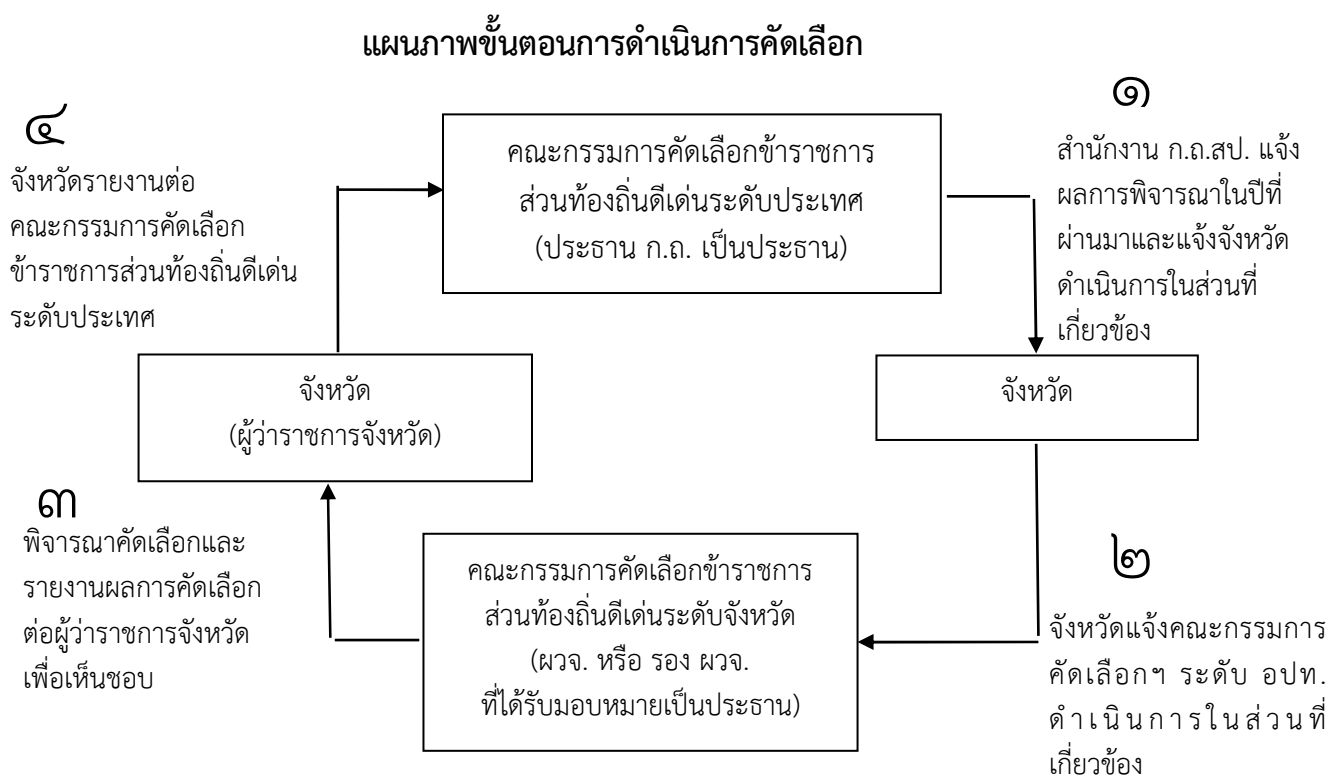 แผนภาพขั้นตอนการดำเนินการคัดเลือก
๔
จังหวัดรายงานต่อ
คณะกรรมการคัดเลือก
ข้าราชการส่วนท้องถิ่นดีเด่น
ระดับประเทศ
คณะกรรมการคัดเลือกข้าราชการ
ส่วนท้องถิ่นดีเด่นระดับประเทศ
(ประธาน ก.ถ. เป็นประธาน)
๑
สำนักงาน ก.ถ.สป. แจ้ง
ผลการพิจารณาในปีที่
ผ่านมาและแจ้งจังหวัด
ดำเนินการในส่วนที่
เกี่ยวข้อง
จังหวัด
(ผู้ว่าราชการจังหวัด)
จังหวัด
๓
พิจารณาคัดเลือกและ
รายงานผลการคัดเลือก
ต่อผู้ว่าราชการจังหวัด
เพื่อเห็นชอบ
คณะกรรมการคัดเลือกข้าราชการ
ส่วนท้องถิ่นดีเด่นระดับจังหวัด
(ผวจ. หรือ รอง ผวจ.
ที่ได้รับมอบหมายเป็นประธาน)
๒
จังหวัดแจ้งคณะกรรมการ
คัดเลือกฯ ระดับ อปท.
ดำเนินการในส่วนที่
เกี่ยวข้อง